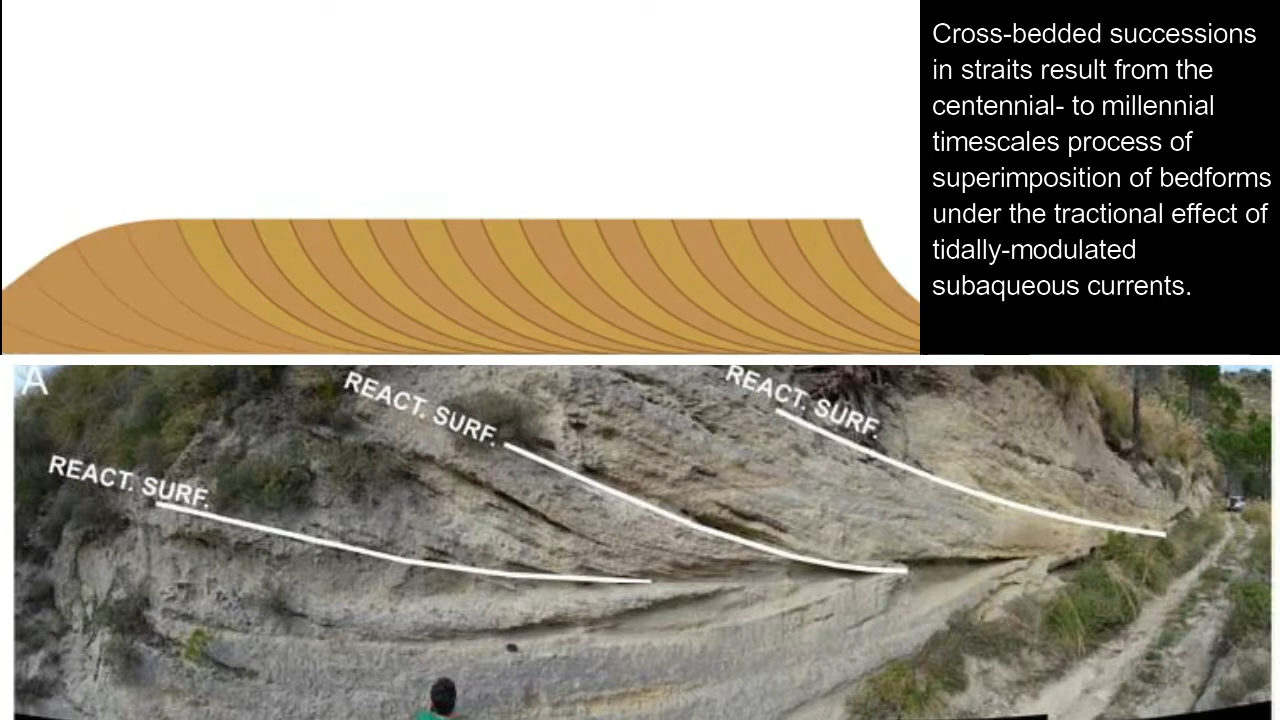 Cross-bedded successions
in straits result from the
centennial- to millennial
timescales process of
superimposition of bedforms
under the tractional effect of
tidally-modulated
subaqueous currents.
A
REACT. SURF.
REACT. SURF.
REACT. SURF.